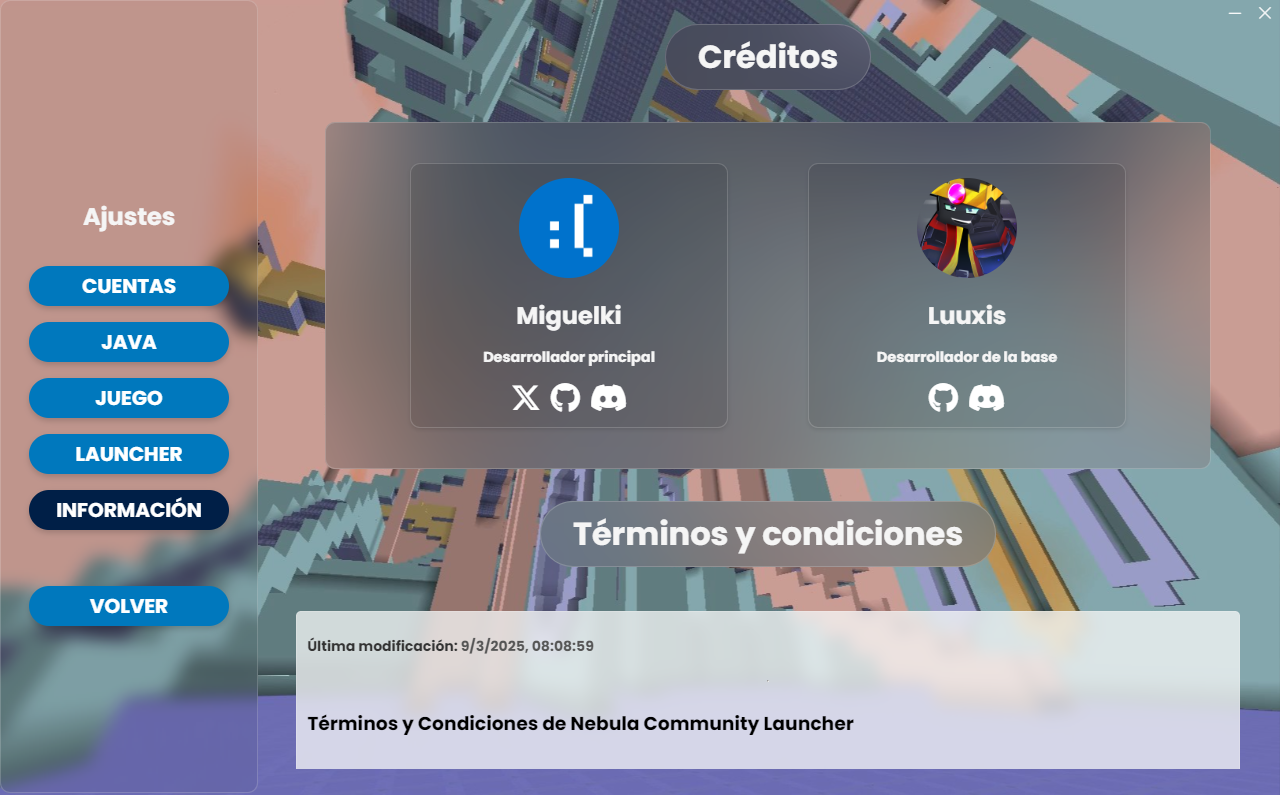 Ajustes
CUENTAS
JAVA
JUEGO
LAUNCHER
INFORMACIÓN
VOLVER
Créditos
:(
Miguelki
Desarrollador principal
Luuxis
Desarrollador de la base
Términos y condiciones
Última modificación: 9/3/2025, 08:08:59
Términos y Condiciones de Nebula Community Launcher